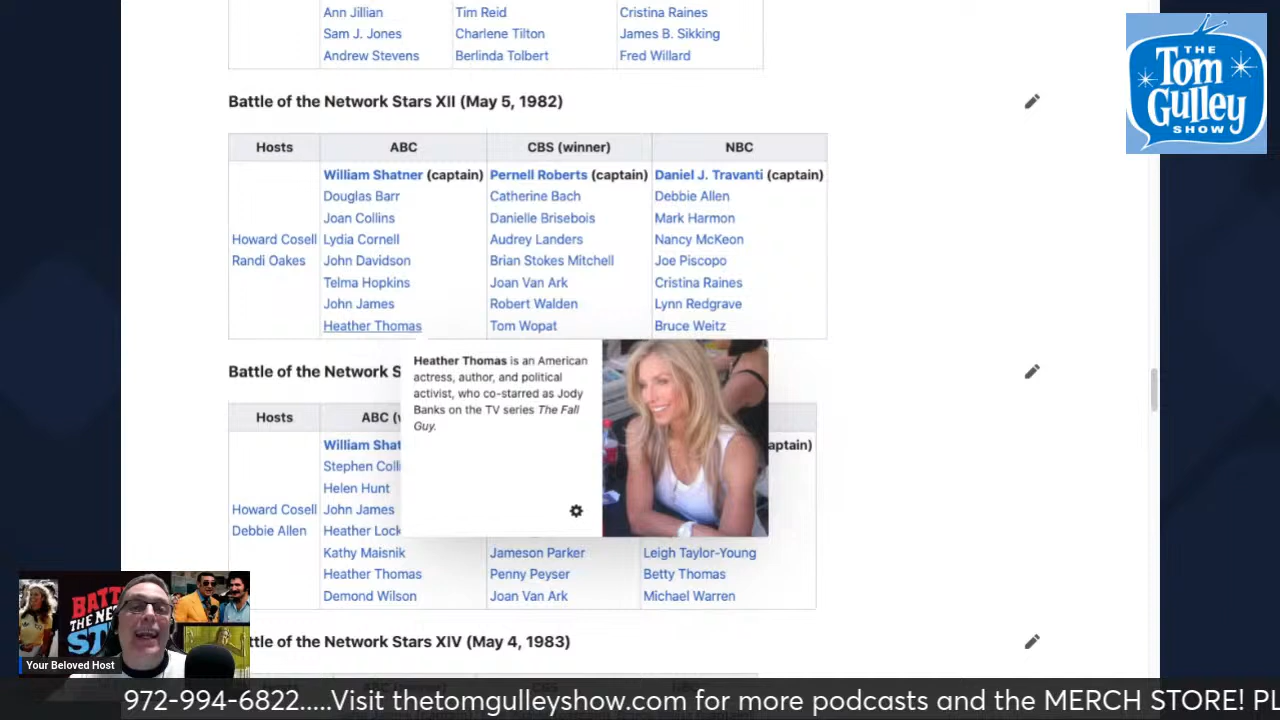 Ann Jillian Tim Reid Cristina Raines
Sam J. Jones Charlene Tilton James B. Sikking
Andrew Stevens Berlinda Tolbert Fred Willard
THE
Tom
Gulley
SHOW
Battle of the Network Stars XII (May 5, 1982)
Hosts ABC CBS (winner) NBC
William Shatner (captain) Pernell Roberts (captain) Daniel J. Travanti (captain)
Douglas Barr Catherine Bach Debbie Allen
Joan Collins Danielle Brisebois Mark Harmon
Howard Cosell Lydia Cornell Audrey Landers Nancy McKeon
Randi Oakes John Davidson Brian Stokes Mitchell Joe Piscopo
Telma Hopkins Joan Van Ark Cristina Raines
John James Robert Walden Lynn Redgrave
Heather Thomas Tom Wopat Bruce Weitz
Heather Thomas is an American
actress, author, and political
activist, who co-starred as Jody
Banks on the TV series The Fall
Guy.
Battle of the Network S
Hosts ABC (
William Shat aptain)
Stephen Coll
Helen Hunt
Howard Cosell John James
Debbie Allen Heather Lock
Kathy Maisnik Jameson Parker Leigh Taylor-Young
Heather Thomas Penny Peyser Betty Thomas
Demond Wilson Joan Van Ark Michael Warren
ttle of the Network Stars XIV (May 4, 1983)
BATT
THE NE
ST
Your Beloved Host
972-994-6822.....Visit thetomgulleyshow.com for more podcasts and the MERCH STORE! PL